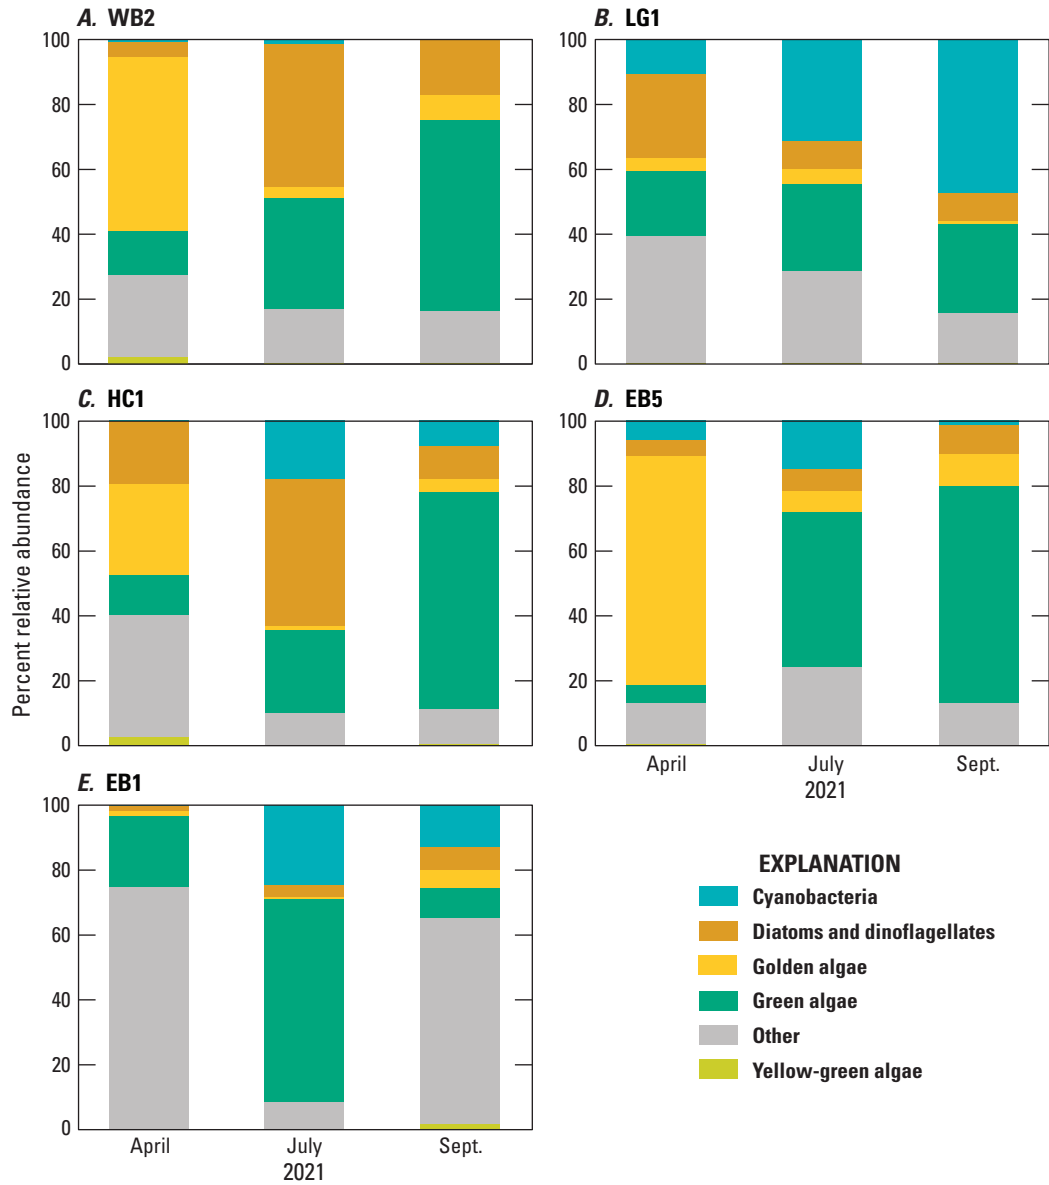 A. WB2
B. LG1
100
80
60
40
20
0
100
80
60
40
20
0
C. HC1
D. EB5
100
80
60
40
20
0
100
80
60
40
20
0
April
July
Sept.
2021
Percent relative abundance
E. EB1
100
80
60
40
20
0
April
July
Sept.
2021
EXPLANATION
Cyanobacteria
Diatoms and dinoflagellates
Golden algae
Green algae
Other
Yellow-green algae